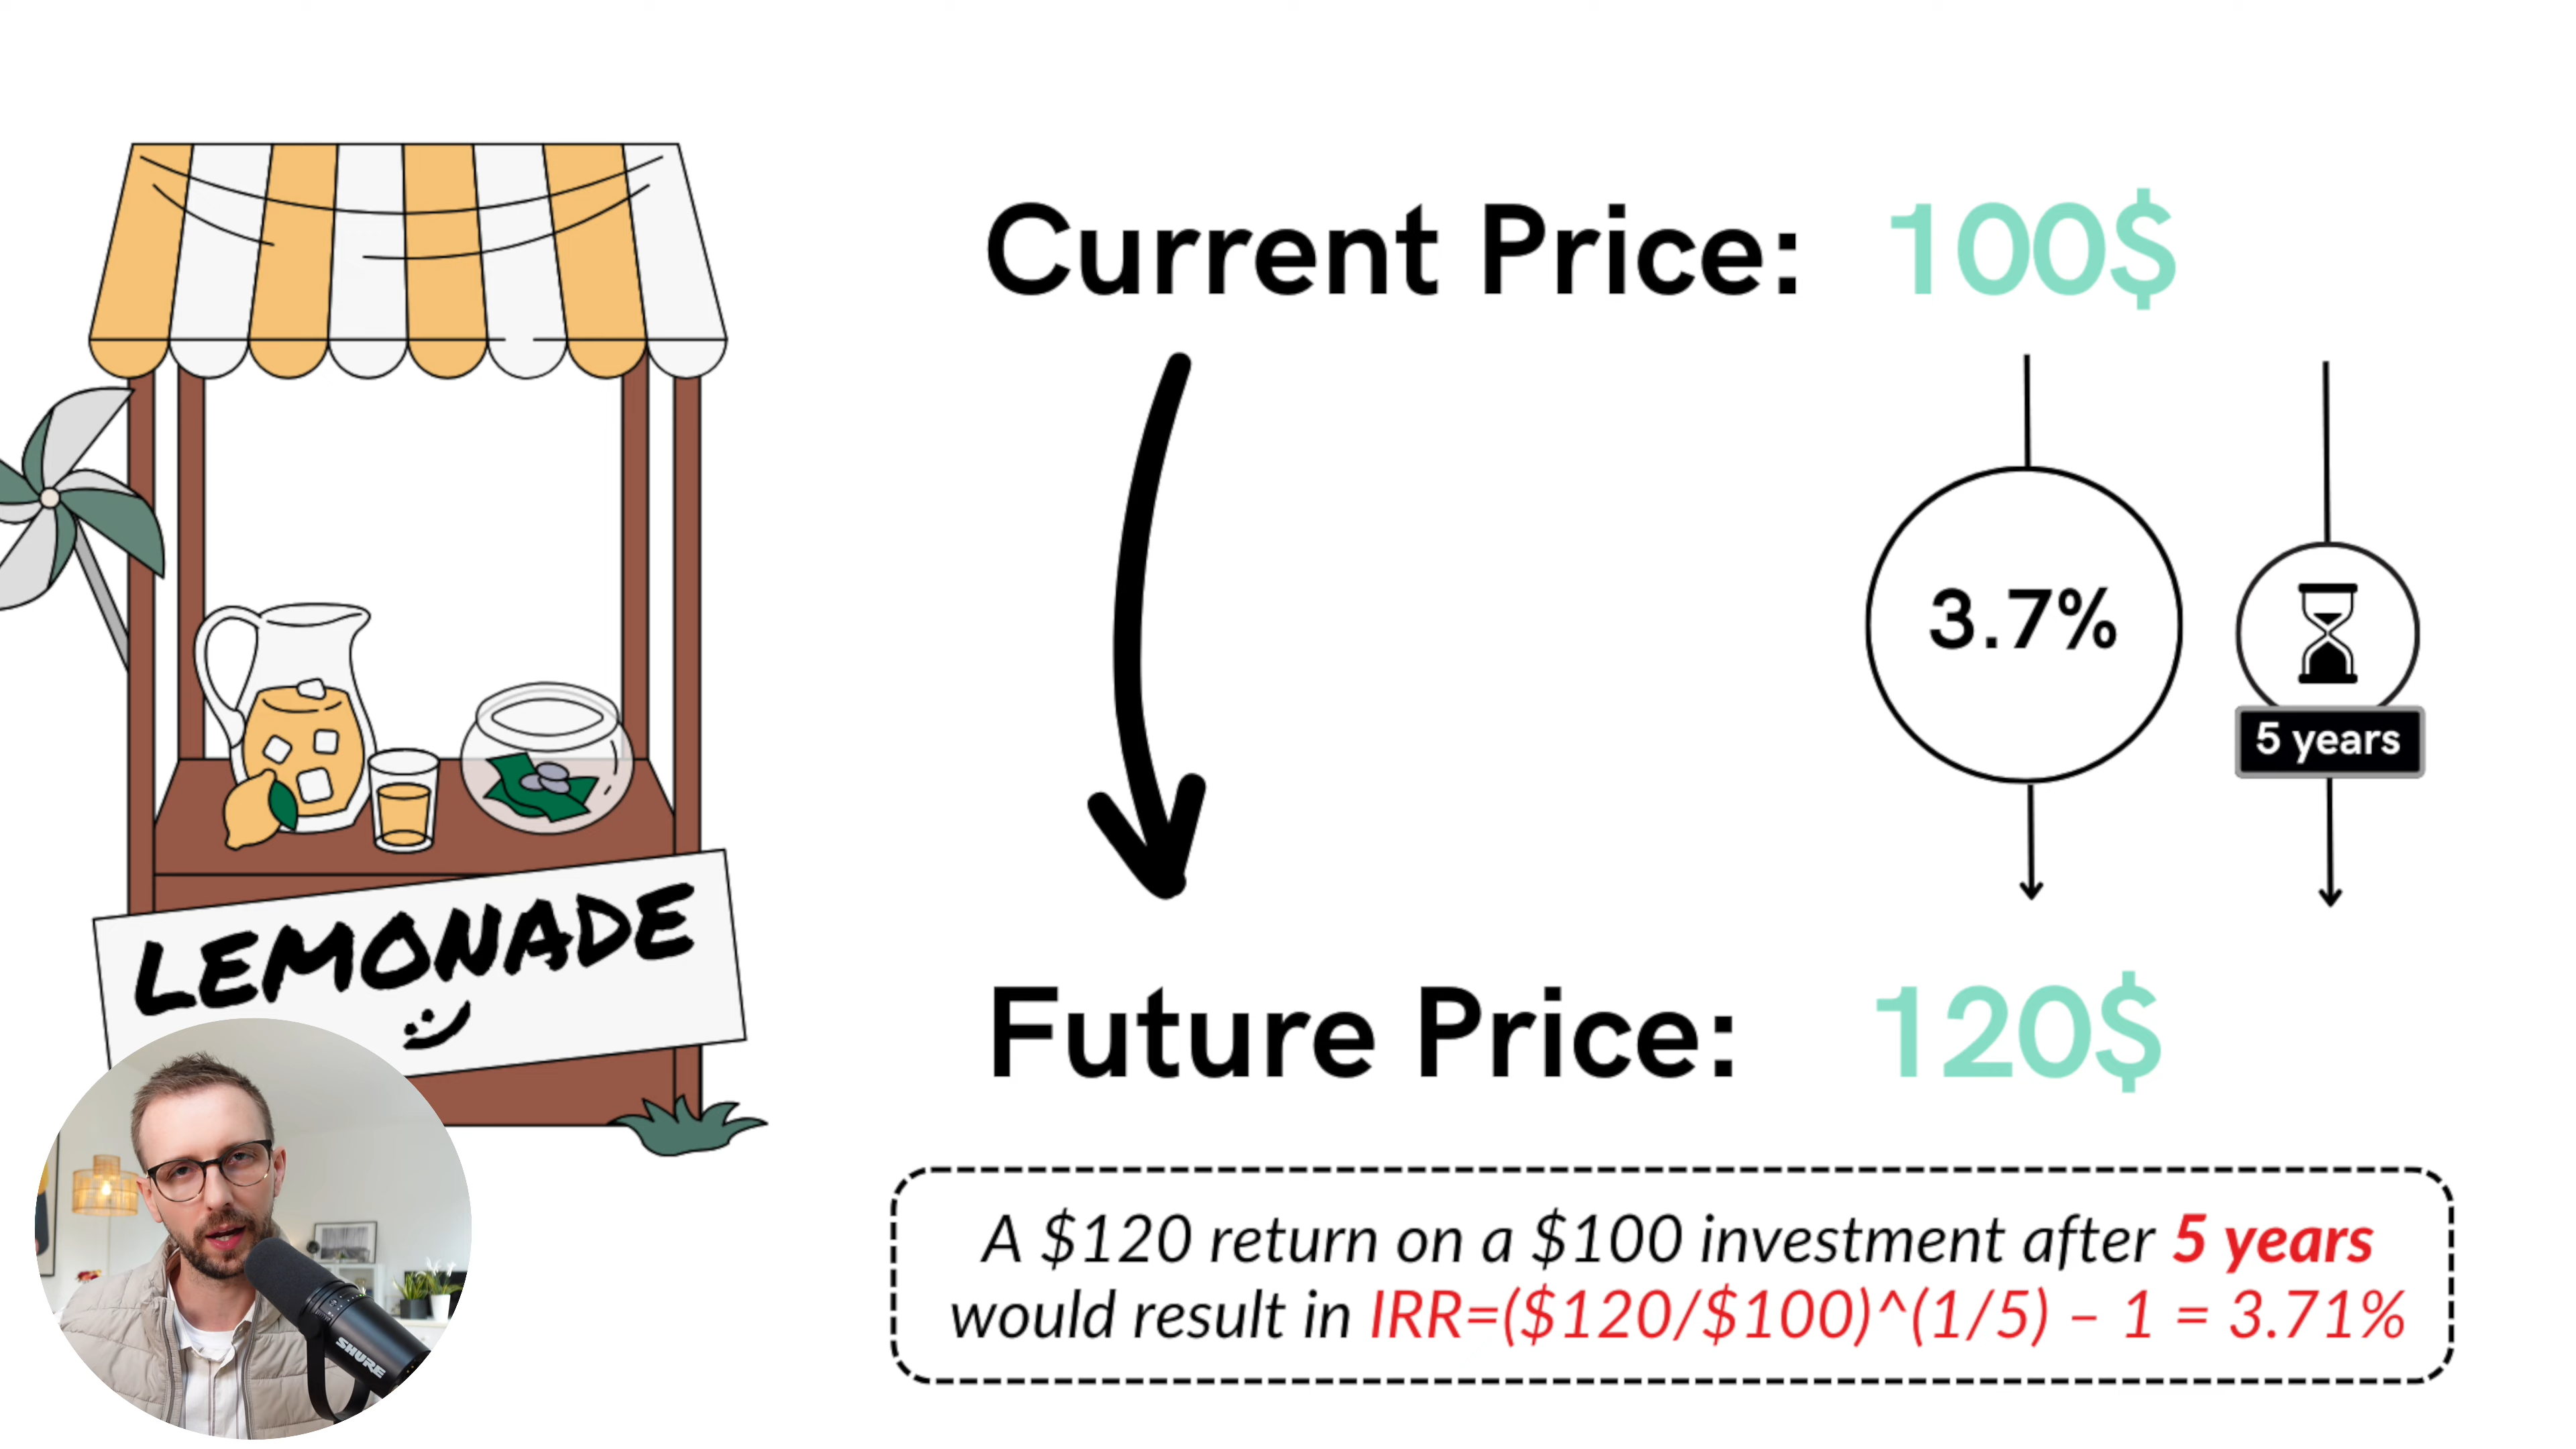 Current Price: 100$
3.7%
5 years
LEMONADE
:)
Future Price: 120$
A $120 return on a $100 investment after 5 years
would result in IRR=($120/$100)^(1/5) – 1 = 3.71%
SHURE